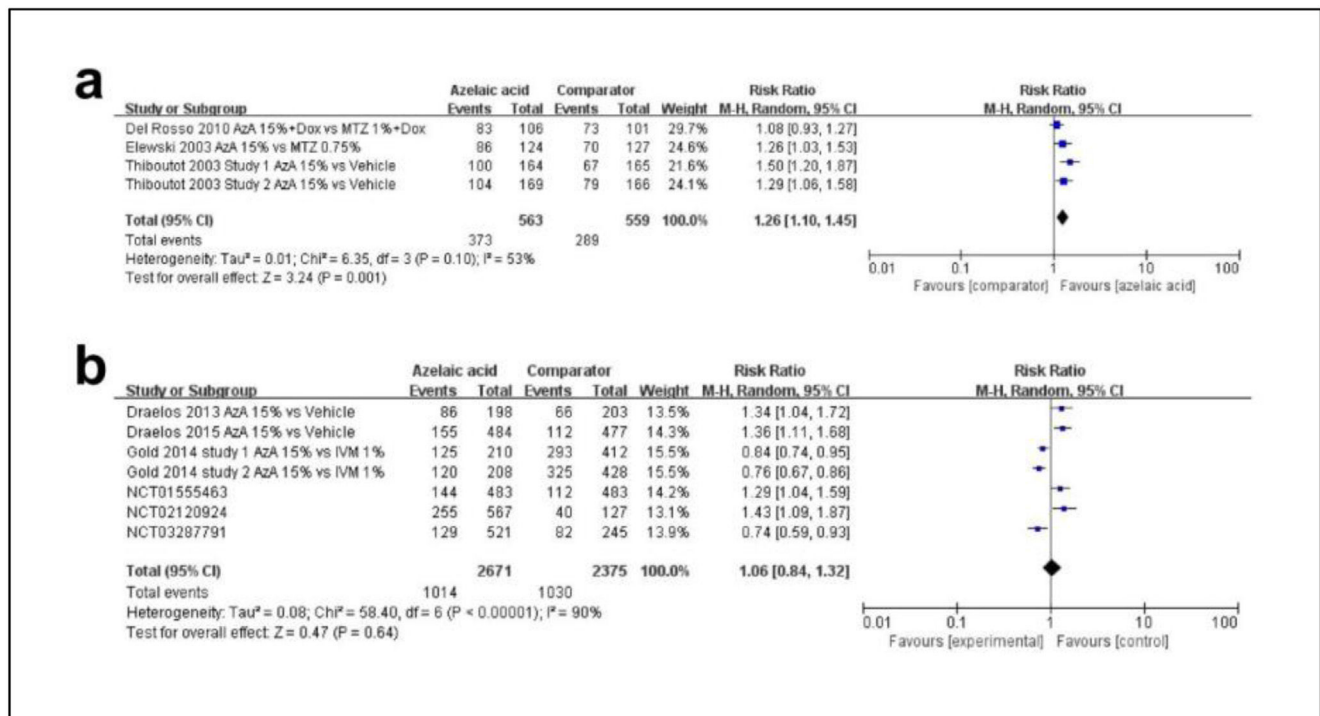 a
Azelaic acid Comparator Risk Ratio Risk Ratio
Study or Subgroup Events Total Events Total Weight M-H, Random, 95% CI M-H, Random, 95% CI
Del Rosso 2010 AzA 15%+Dox vs MTZ 1%+Dox 83 106 73 101 29.7% 1.08 [0.93, 1.27]
Elewski 2003 AzA 15% vs MTZ 0.75% 86 124 70 127 24.6% 1.26 [1.03, 1.53]
Thiboutot 2003 Study 1 AzA 15% vs Vehicle 100 164 67 165 21.6% 1.50 [1.20, 1.87]
Thiboutot 2003 Study 2 AzA 15% vs Vehicle 104 169 79 166 24.1% 1.29 [1.06, 1.58]
Total (95% CI) 563 559 100.0% 1.26 [1.10, 1.45]
Total events 373 289
Heterogeneity: Tau² = 0.01; Chi² = 6.35, df = 3 (P = 0.10); I² = 53%
Test for overall effect: Z = 3.24 (P = 0.001)
0.01 0.1 1 10 100
Favours [comparator] Favours [azelaic acid]
b
Azelaic acid Comparator Risk Ratio Risk Ratio
Study or Subgroup Events Total Events Total Weight M-H, Random, 95% CI M-H, Random, 95% CI
Draelos 2013 AzA 15% vs Vehicle 86 198 66 203 13.5% 1.34 [1.04, 1.72]
Draelos 2015 AzA 15% vs Vehicle 155 484 112 477 14.3% 1.36 [1.11, 1.68]
Gold 2014 study 1 AzA 15% vs IVM 1% 125 210 293 412 15.5% 0.84 [0.74, 0.95]
Gold 2014 study 2 AzA 15% vs IVM 1% 120 208 325 428 15.5% 0.76 [0.67, 0.86]
NCT01555463 144 483 112 483 14.2% 1.29 [1.04, 1.59]
NCT02120924 255 567 40 127 13.1% 1.43 [1.09, 1.87]
NCT03287791 129 521 82 245 13.9% 0.74 [0.59, 0.93]
Total (95% CI) 2671 2375 100.0% 1.06 [0.84, 1.32]
Total events 1014 1030
Heterogeneity: Tau² = 0.08; Chi² = 58.40, df = 6 (P < 0.00001); I² = 90%
Test for overall effect: Z = 0.47 (P = 0.64)
0.01 0.1 1 10 100
Favours [experimental] Favours [control]